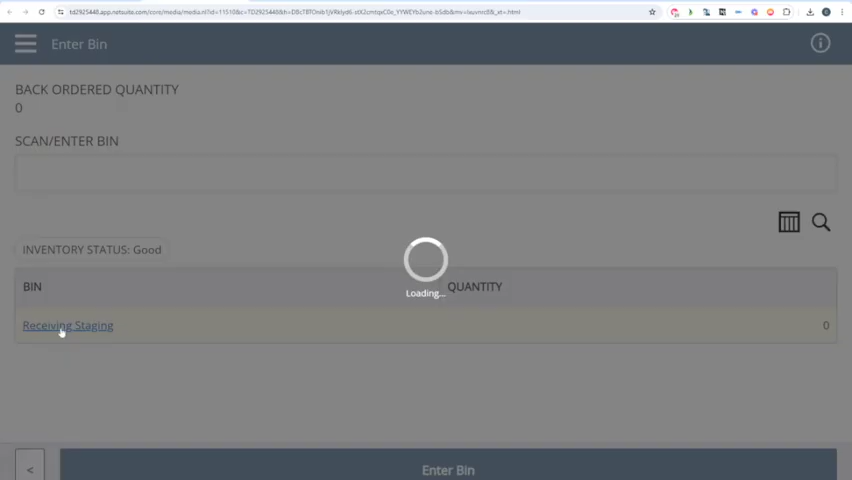 Enter Bin
BACK ORDERED QUANTITY
0
SCAN/ENTER BIN
INVENTORY STATUS: Good
Loading...
BIN QUANTITY
Receiving Staging 0
< Enter Bin